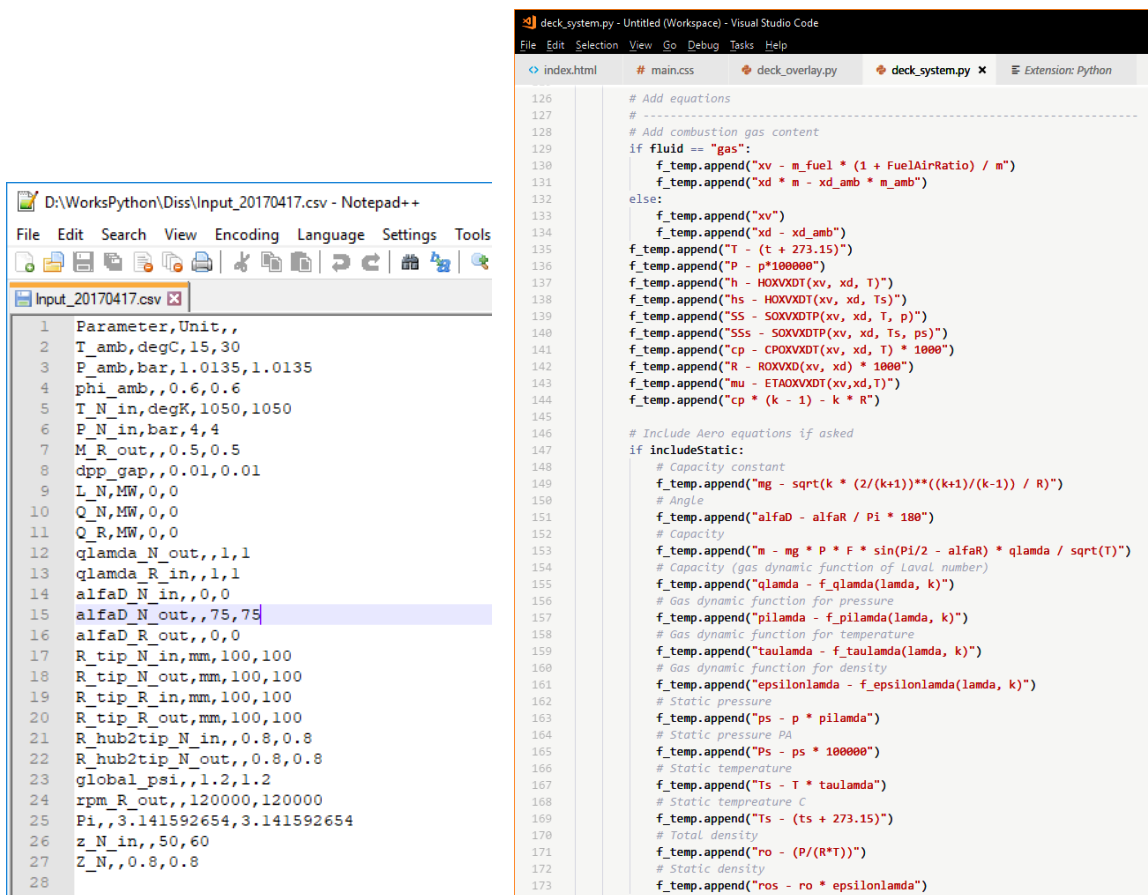 D:\WorksPython\Diss\Input_20170417.csv - Notepad++
File Edit Search View Encoding Language Settings Tools
Input_20170417.csv
1 Parameter,Unit,,
2 T_amb,degC,15,30
3 P_amb,bar,1.0135,1.0135
4 phi_amb,,0.6,0.6
5 T_N_in,degK,1050,1050
6 P_N_in,bar,4,4
7 M_R_out,,0.5,0.5
8 dpp_gap,,0.01,0.01
9 L_N,MW,0,0
10 Q_N,MW,0,0
11 Q_R,MW,0,0
12 qlamda_N_out,,1,1
13 qlamda_R_in,,1,1
14 alfaD_N_in,,0,0
15 alfaD_N_out,,75,75
16 alfaD_R_out,,0,0
17 R_tip_N_in,mm,100,100
18 R_tip_N_out,mm,100,100
19 R_tip_R_in,mm,100,100
20 R_tip_R_out,mm,100,100
21 R_hub2tip_N_in,,0.8,0.8
22 R_hub2tip_N_out,,0.8,0.8
23 global_psi,,1.2,1.2
24 rpm_R_out,,120000,120000
25 Pi,,3.141592654,3.141592654
26 z_N_in,,50,60
27 Z_N,,0.8,0.8
28
deck_system.py - Untitled (Workspace) - Visual Studio Code
File Edit Selection View Go Debug Tasks Help
index.html # main.css deck_overlay.py deck_system.py Extension: Python
126 # Add equations
127 # ---------------------------------------------------------------------------
128 # Add combustion gas content
129 if fluid == "gas":
130 f_temp.append("xv - m_fuel * (1 + FuelAirRatio) / m")
131 f_temp.append("xd * m - xd_amb * m_amb")
132 else:
133 f_temp.append("xv")
134 f_temp.append("xd - xd_amb")
135 f_temp.append("T - (t + 273.15)")
136 f_temp.append("P - p*100000")
137 f_temp.append("h - HOXVXDT(xv, xd, T)")
138 f_temp.append("hs - HOXVXDT(xv, xd, Ts)")
139 f_temp.append("SS - SOXVXDTP(xv, xd, T, p)")
140 f_temp.append("SSs - SOXVXDTP(xv, xd, Ts, ps)")
141 f_temp.append("cp - CPOXVXDT(xv, xd, T) * 1000")
142 f_temp.append("R - ROXVXD(xv, xd) * 1000")
143 f_temp.append("mu - ETAOXVXDT(xv,xd,T)")
144 f_temp.append("cp * (k - 1) - k * R")
145
146 # Include Aero equations if asked
147 if includeStatic:
148 # Capacity constant
149 f_temp.append("mg - sqrt(k * (2/(k+1))**((k+1)/(k-1)) / R)")
150 # Angle
151 f_temp.append("alfaD - alfaR / Pi * 180")
152 # Capacity
153 f_temp.append("m - mg * P * F * sin(Pi/2 - alfaR) * qlamda / sqrt(T)")
154 # Capacity (gas dynamic function of Laval number)
155 f_temp.append("qlamda - f_qlamda(lamda, k)")
156 # Gas dynamic function for pressure
157 f_temp.append("pilamda - f_pilamda(lamda, k)")
158 # Gas dynamic function for temperature
159 f_temp.append("taulamda - f_taulamda(lamda, k)")
160 # Gas dynamic function for density
161 f_temp.append("epsilonlamda - f_epsilonlamda(lamda, k)")
162 # Static pressure
163 f_temp.append("ps - p * pilamda")
164 # Static pressure PA
165 f_temp.append("Ps - ps * 100000")
166 # Static temperature
167 f_temp.append("Ts - T * taulamda")
168 # Static tempreature C
169 f_temp.append("Ts - (ts + 273.15)")
170 # Total density
171 f_temp.append("ro - (P/(R*T))")
172 # Static density
173 f_temp.append("ros - ro * epsilonlamda")